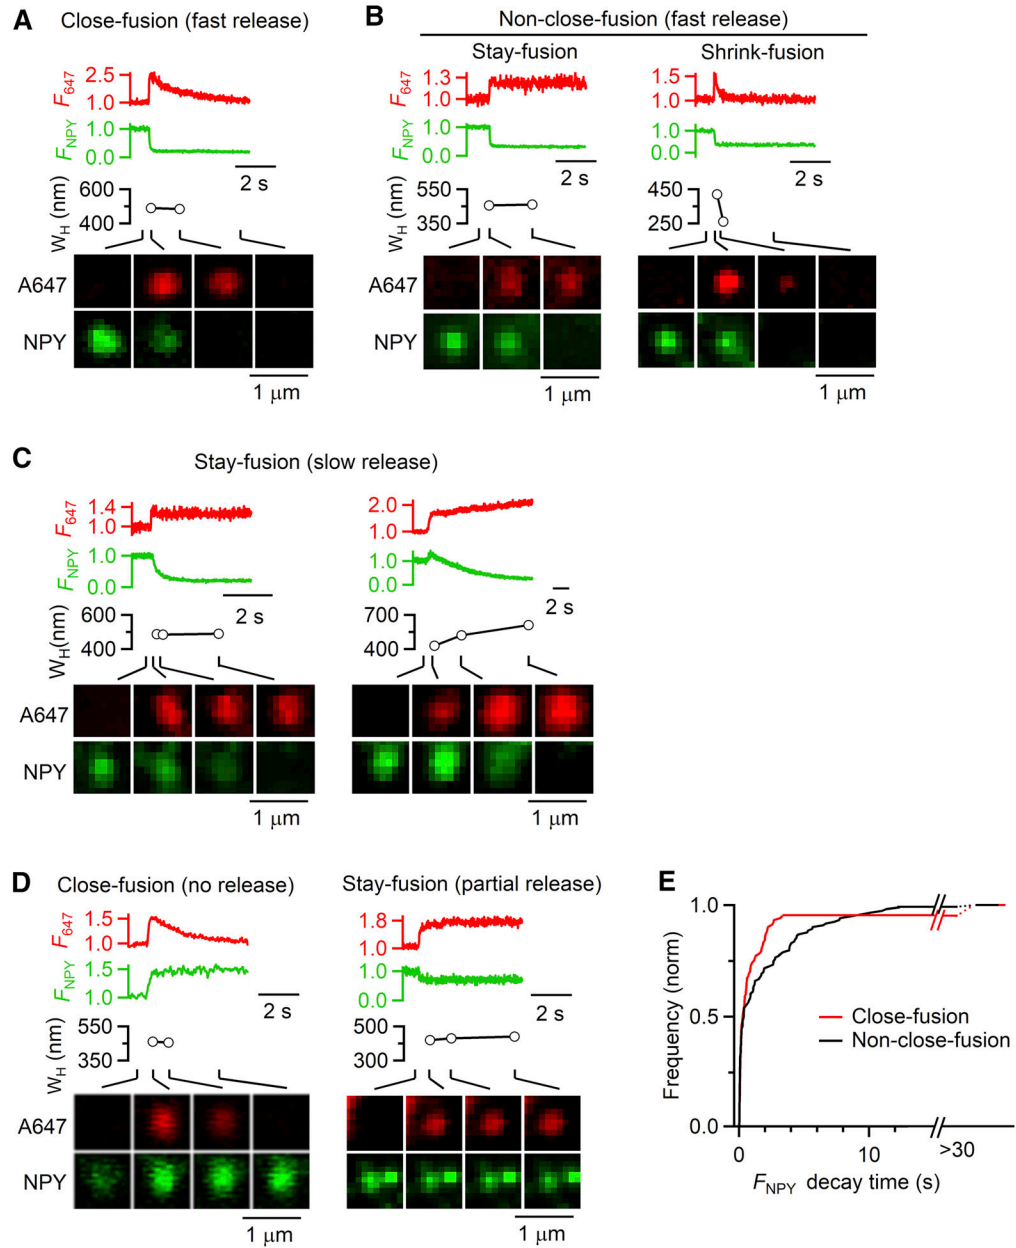 A
Close-fusion (fast release)
F647
2.5
1.0
FNPY
1.0
0.0
2 s
WH (nm)
600
400
A647
NPY
1 μm
B
Non-close-fusion (fast release)
Stay-fusion
Shrink-fusion
F647
1.3
1.0
1.5
1.0
FNPY
1.0
0.0
1.0
0.0
2 s
2 s
WH (nm)
550
350
450
250
A647
NPY
1 μm
1 μm
C
Stay-fusion (slow release)
F647
1.4
1.0
2.0
1.0
FNPY
1.0
0.0
1.0
0.0
2 s
2 s
WH(nm)
600
400
700
400
A647
NPY
1 μm
1 μm
D
Close-fusion (no release)
Stay-fusion (partial release)
F647
1.5
1.0
1.8
1.0
FNPY
1.5
1.0
1.0
0.0
2 s
2 s
WH (nm)
550
350
500
300
A647
NPY
1 μm
1 μm
E
Frequency (norm)
1.0
0.5
0.0
Close-fusion
Non-close-fusion
0
10
>30
FNPY decay time (s)